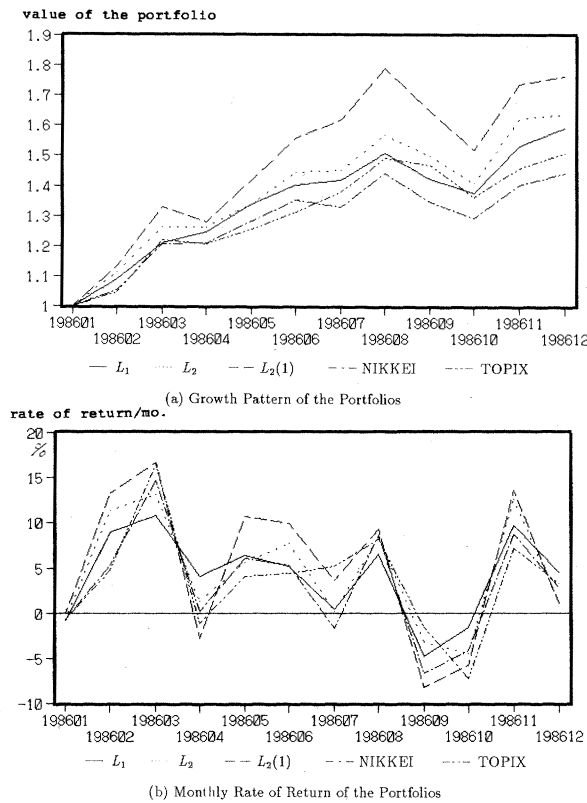 value of the portfolio
1.9
1.8
1.7
1.6
1.5
1.4
1.3
1.2
1.1
1
198601 198603 198605 198607 198609 198611
198602 198604 198606 198608 198610 198612
L₁ L₂ L₂(1) NIKKEI TOPIX
(a) Growth Pattern of the Portfolios
rate of return/mo.
20
%
15
10
5
0
-5
-10
198601 198603 198605 198607 198609 198611
198602 198604 198606 198608 198610 198612
L₁ L₂ L₂(1) NIKKEI TOPIX
(b) Monthly Rate of Return of the Portfolios